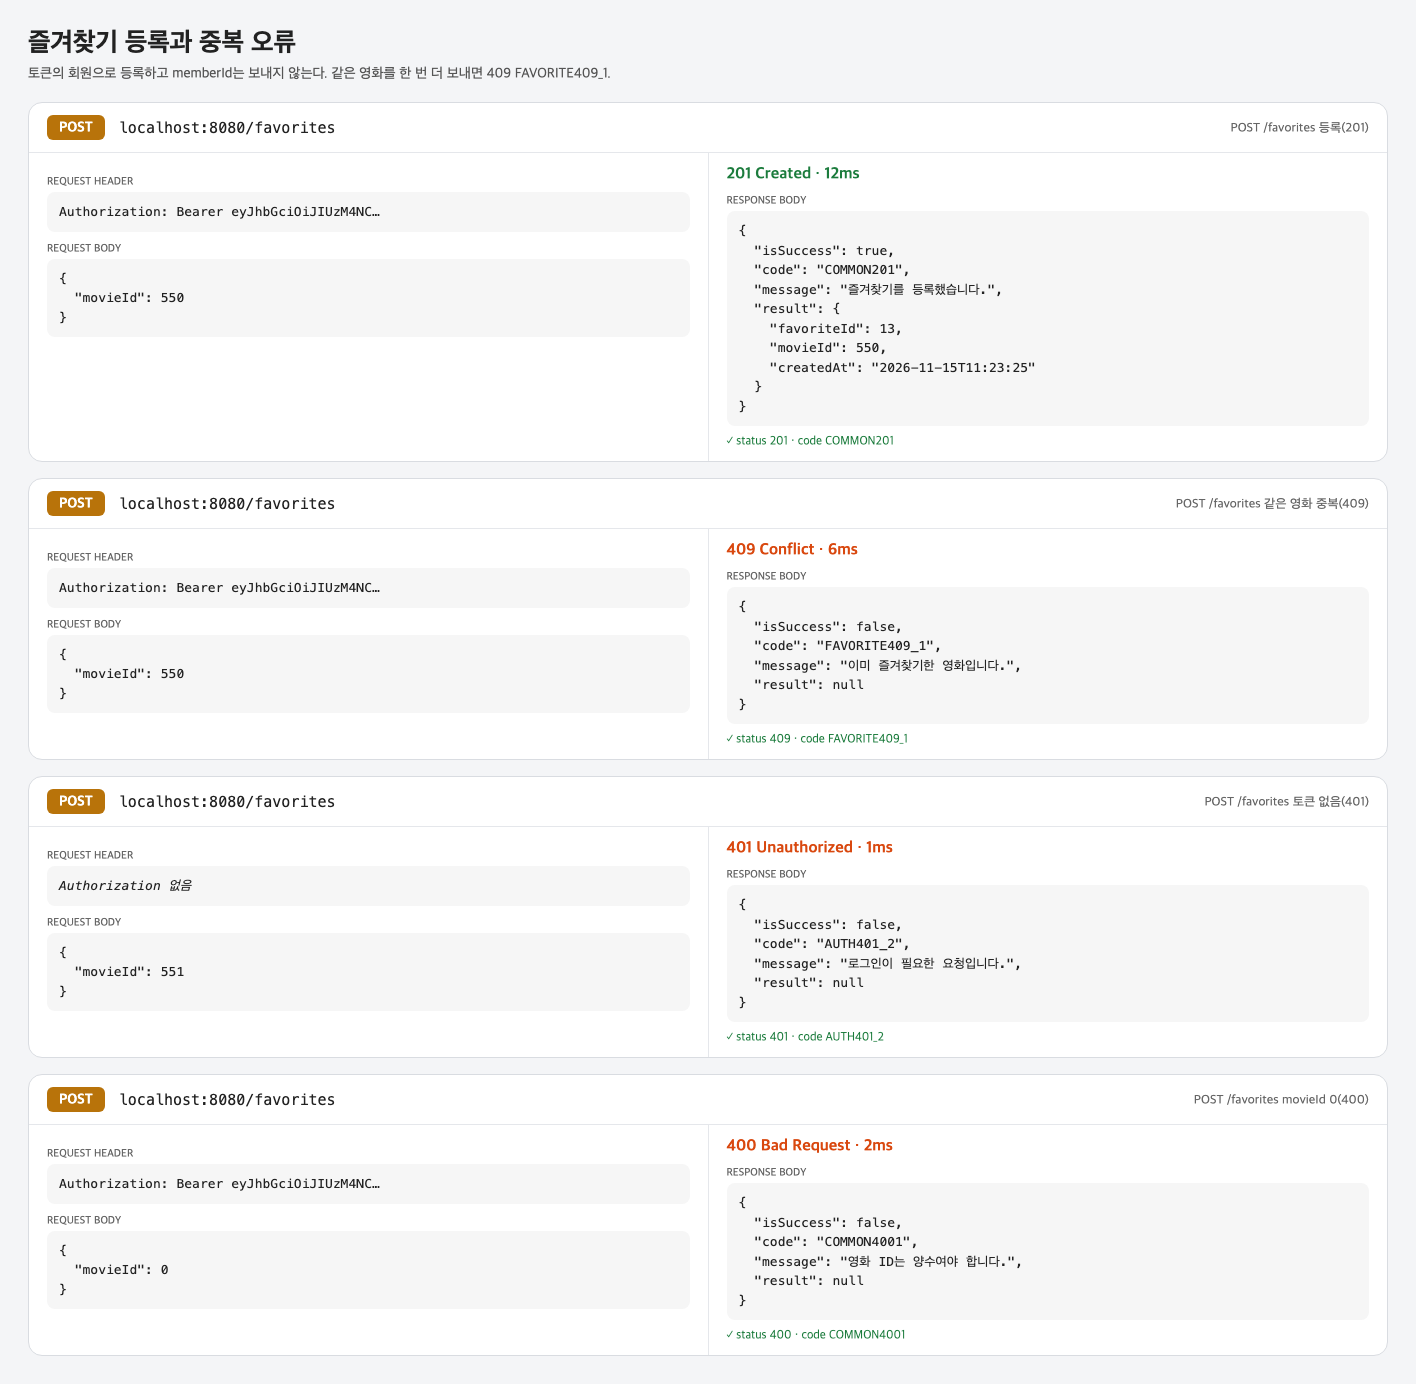 즐겨찾기 등록과 중복 오류
토큰의 회원으로 등록하고 memberId는 보내지 않는다. 같은 영화를 한 번 더 보내면 409 FAVORITE409_1.
POST localhost:8080/favorites POST /favorites 등록(201)
REQUEST HEADER
Authorization: Bearer eyJhbGciOiJIUzM4NC…
REQUEST BODY
{
  "movieId": 550
}
201 Created · 12ms
RESPONSE BODY
{
  "isSuccess": true,
  "code": "COMMON201",
  "message": "즐겨찾기를 등록했습니다.",
  "result": {
    "favoriteId": 13,
    "movieId": 550,
    "createdAt": "2026-11-15T11:23:25"
  }
}
✓ status 201 · code COMMON201
POST localhost:8080/favorites POST /favorites 같은 영화 중복(409)
REQUEST HEADER
Authorization: Bearer eyJhbGciOiJIUzM4NC…
REQUEST BODY
{
  "movieId": 550
}
409 Conflict · 6ms
RESPONSE BODY
{
  "isSuccess": false,
  "code": "FAVORITE409_1",
  "message": "이미 즐겨찾기한 영화입니다.",
  "result": null
}
✓ status 409 · code FAVORITE409_1
POST localhost:8080/favorites POST /favorites 토큰 없음(401)
REQUEST HEADER
Authorization 없음
REQUEST BODY
{
  "movieId": 551
}
401 Unauthorized · 1ms
RESPONSE BODY
{
  "isSuccess": false,
  "code": "AUTH401_2",
  "message": "로그인이 필요한 요청입니다.",
  "result": null
}
✓ status 401 · code AUTH401_2
POST localhost:8080/favorites POST /favorites movieId 0(400)
REQUEST HEADER
Authorization: Bearer eyJhbGciOiJIUzM4NC…
REQUEST BODY
{
  "movieId": 0
}
400 Bad Request · 2ms
RESPONSE BODY
{
  "isSuccess": false,
  "code": "COMMON4001",
  "message": "영화 ID는 양수여야 합니다.",
  "result": null
}
✓ status 400 · code COMMON4001